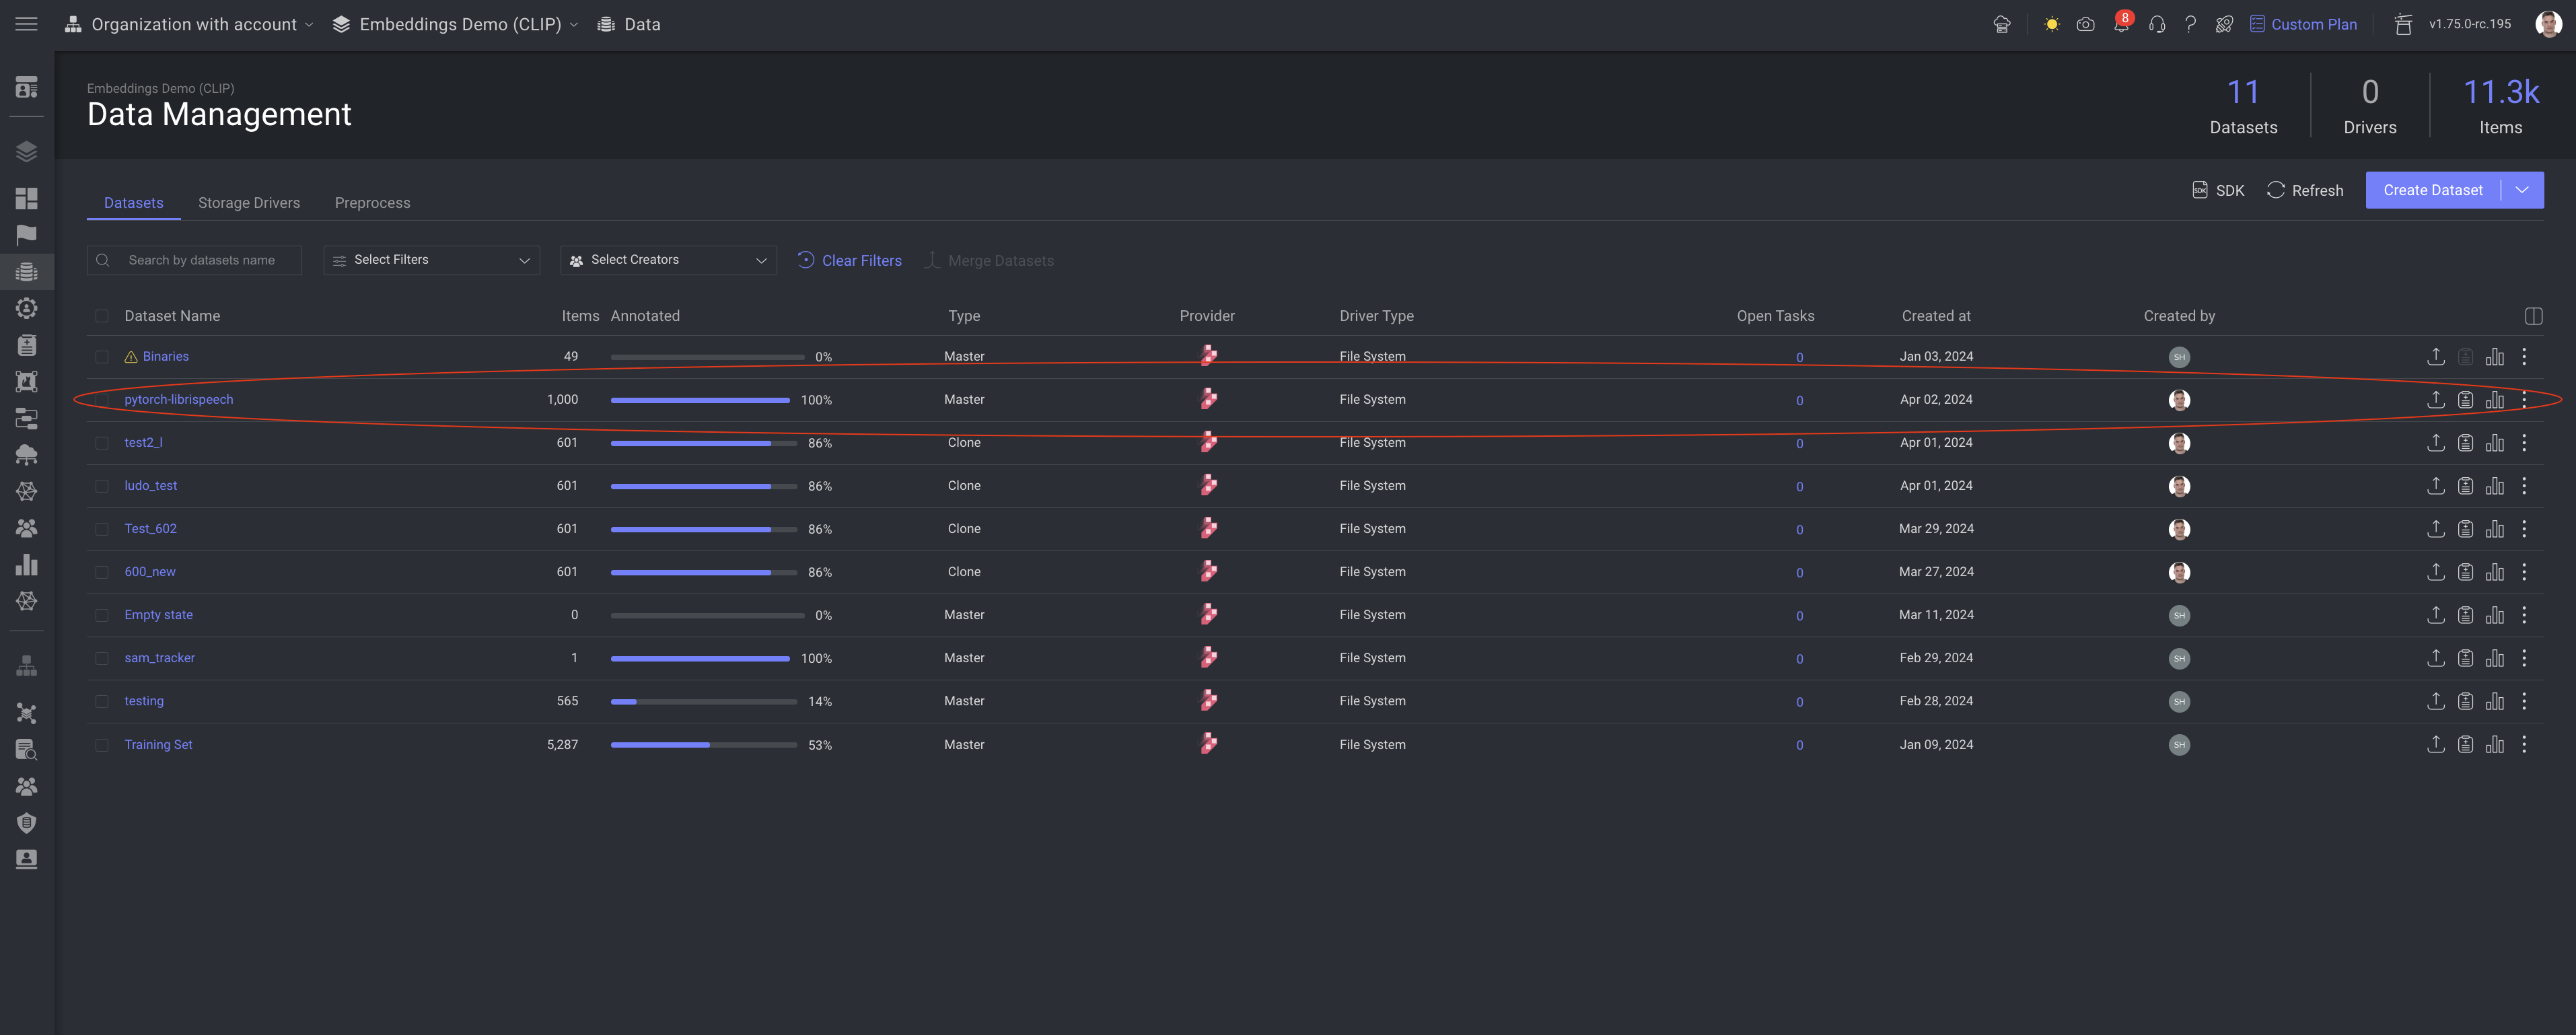 Organization with account Embeddings Demo (CLIP) Data 8 Custom Plan v1.75.0-rc.195
Embeddings Demo (CLIP)
Data Management
11 0 11.3k
Datasets Drivers Items
Datasets Storage Drivers Preprocess SDK SDK Refresh Create Dataset
Search by datasets name Select Filters Select Creators Clear Filters Merge Datasets
Dataset Name Items Annotated Type Provider Driver Type Open Tasks Created at Created by
Binaries 49 0% Master File System 0 Jan 03, 2024 SH
pytorch-librispeech 1,000 100% Master File System 0 Apr 02, 2024
test2_l 601 86% Clone File System 0 Apr 01, 2024
ludo_test 601 86% Clone File System 0 Apr 01, 2024
Test_602 601 86% Clone File System 0 Mar 29, 2024
600_new 601 86% Clone File System 0 Mar 27, 2024
Empty state 0 0% Master File System 0 Mar 11, 2024 SH
sam_tracker 1 100% Master File System 0 Feb 29, 2024 SH
testing 565 14% Master File System 0 Feb 28, 2024 SH
Training Set 5,287 53% Master File System 0 Jan 09, 2024 SH